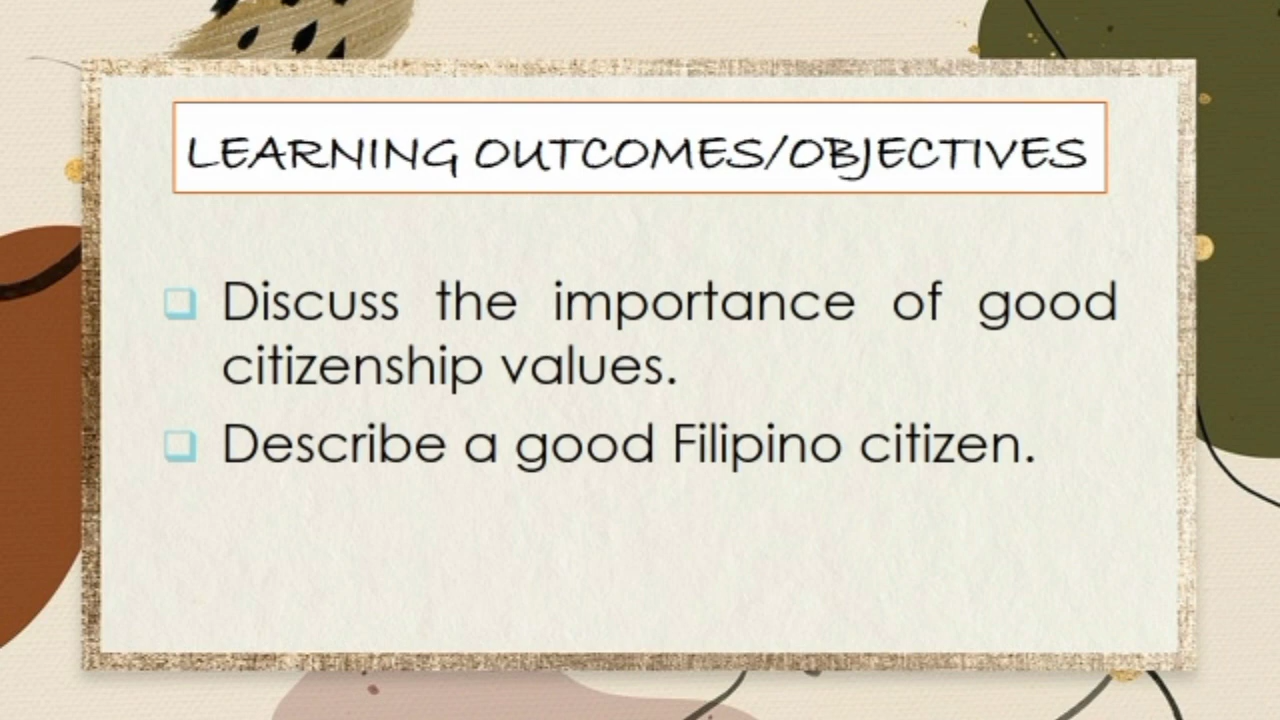 LEARNING OUTCOMES/OBJECTIVES
Discuss the importance of good
citizenship values.
Describe a good Filipino citizen.